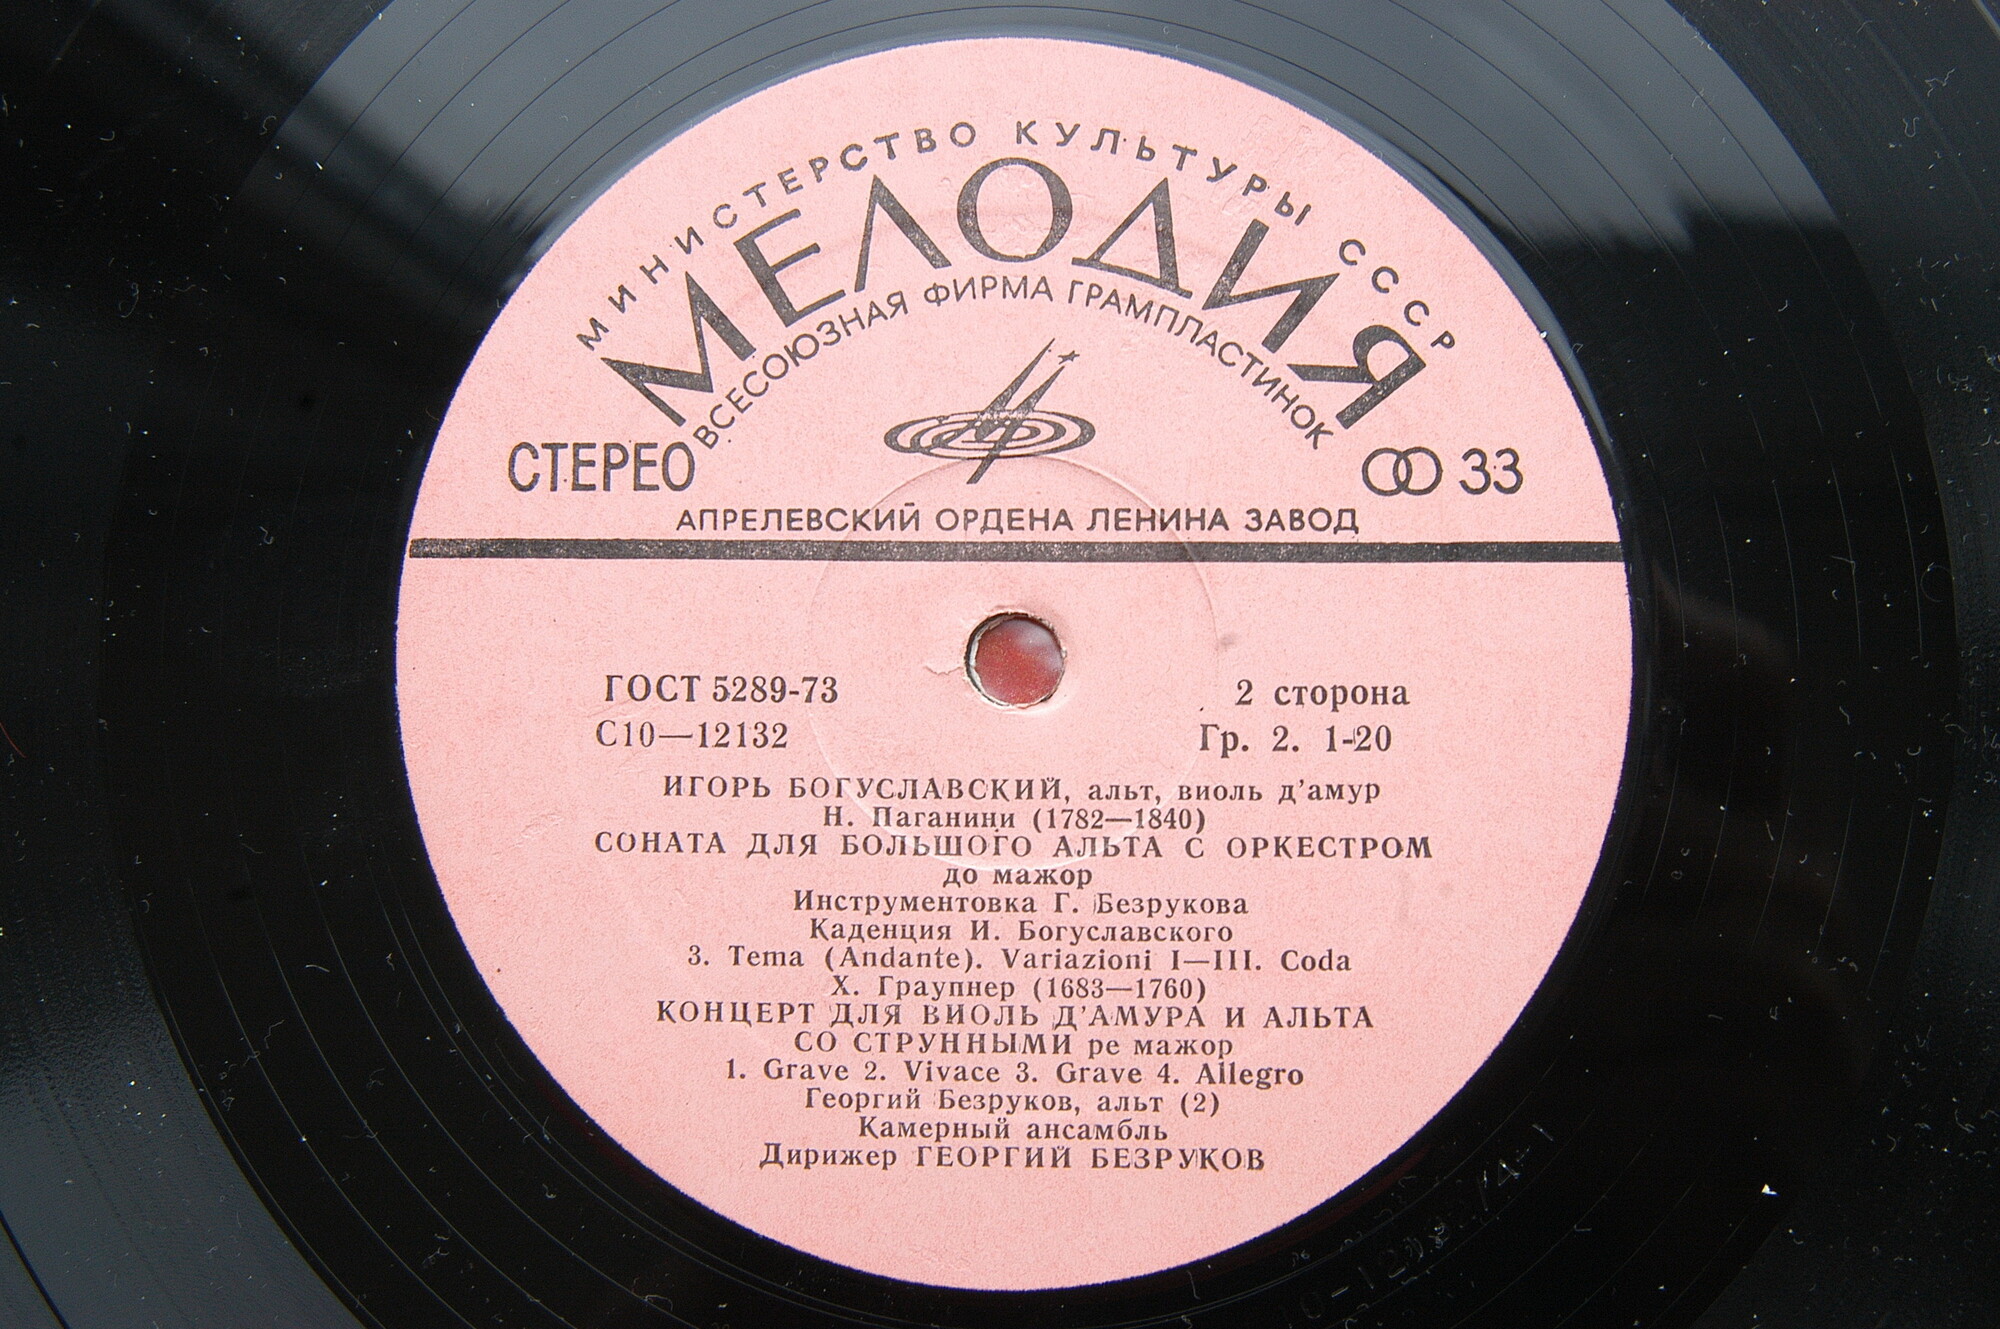 МИНИСТЕРСТВО КУЛЬТУРЫ СССР
МЕЛОДИЯ
ВСЕСОЮЗНАЯ ФИРМА ГРАМПЛАСТИНОК
СТЕРЕО
33
АПРЕЛЕВСКИЙ ОРДЕНА ЛЕНИНА ЗАВОД
ГОСТ 5289-73
2 сторона
С10—12132
Гр. 2. 1-20
ИГОРЬ БОГУСЛАВСКИЙ, альт, виоль д’амур
Н. Паганини (1782—1840)
СОНАТА ДЛЯ БОЛЬШОГО АЛЬТА С ОРКЕСТРОМ
до мажор
Инструментовка Г. Безрукова
Каденция И. Богуславского
3. Tema (Andante). Variazioni I—III. Coda
Х. Граупнер (1683—1760)
КОНЦЕРТ ДЛЯ ВИОЛЬ Д’АМУРА И АЛЬТА
СО СТРУННЫМИ ре мажор
1. Grave 2. Vivace 3. Grave 4. Allegro
Георгий Безруков, альт (2)
Камерный ансамбль
Дирижер ГЕОРГИЙ БЕЗРУКОВ